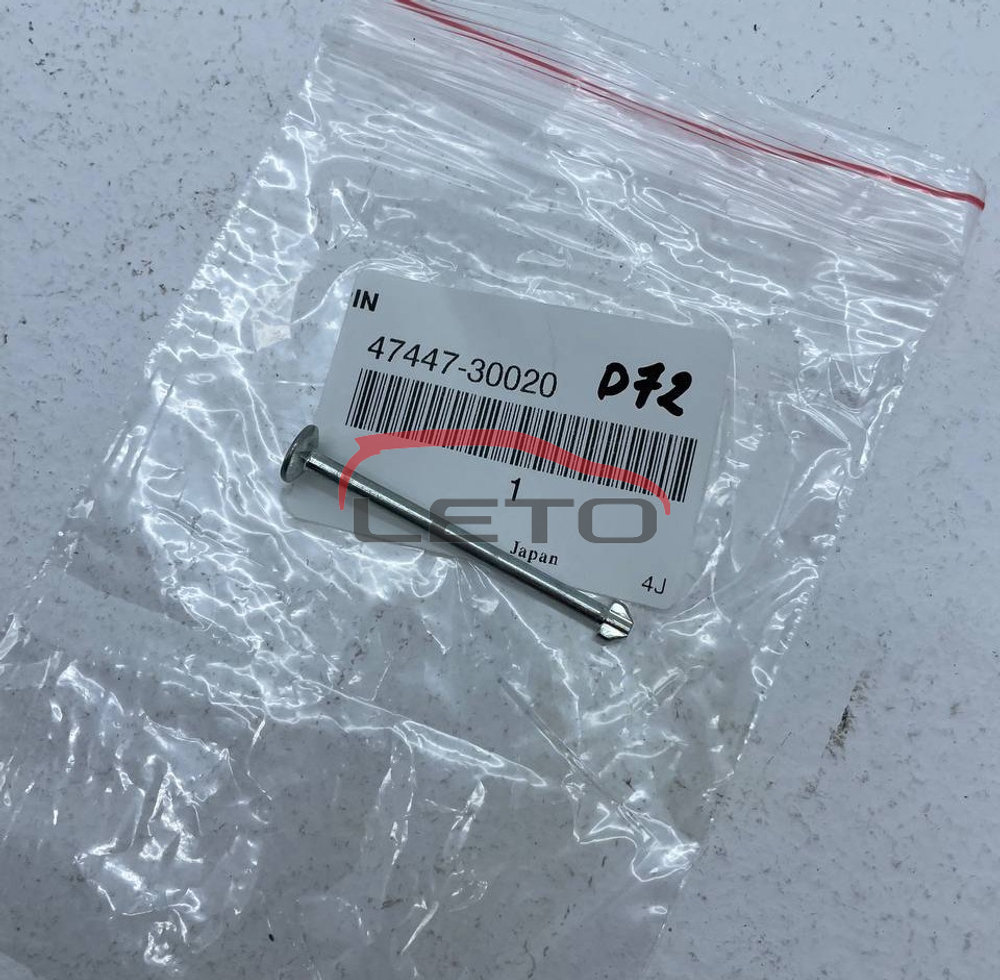 IN
47447-30020 D72
1
LETO
Japan
4J